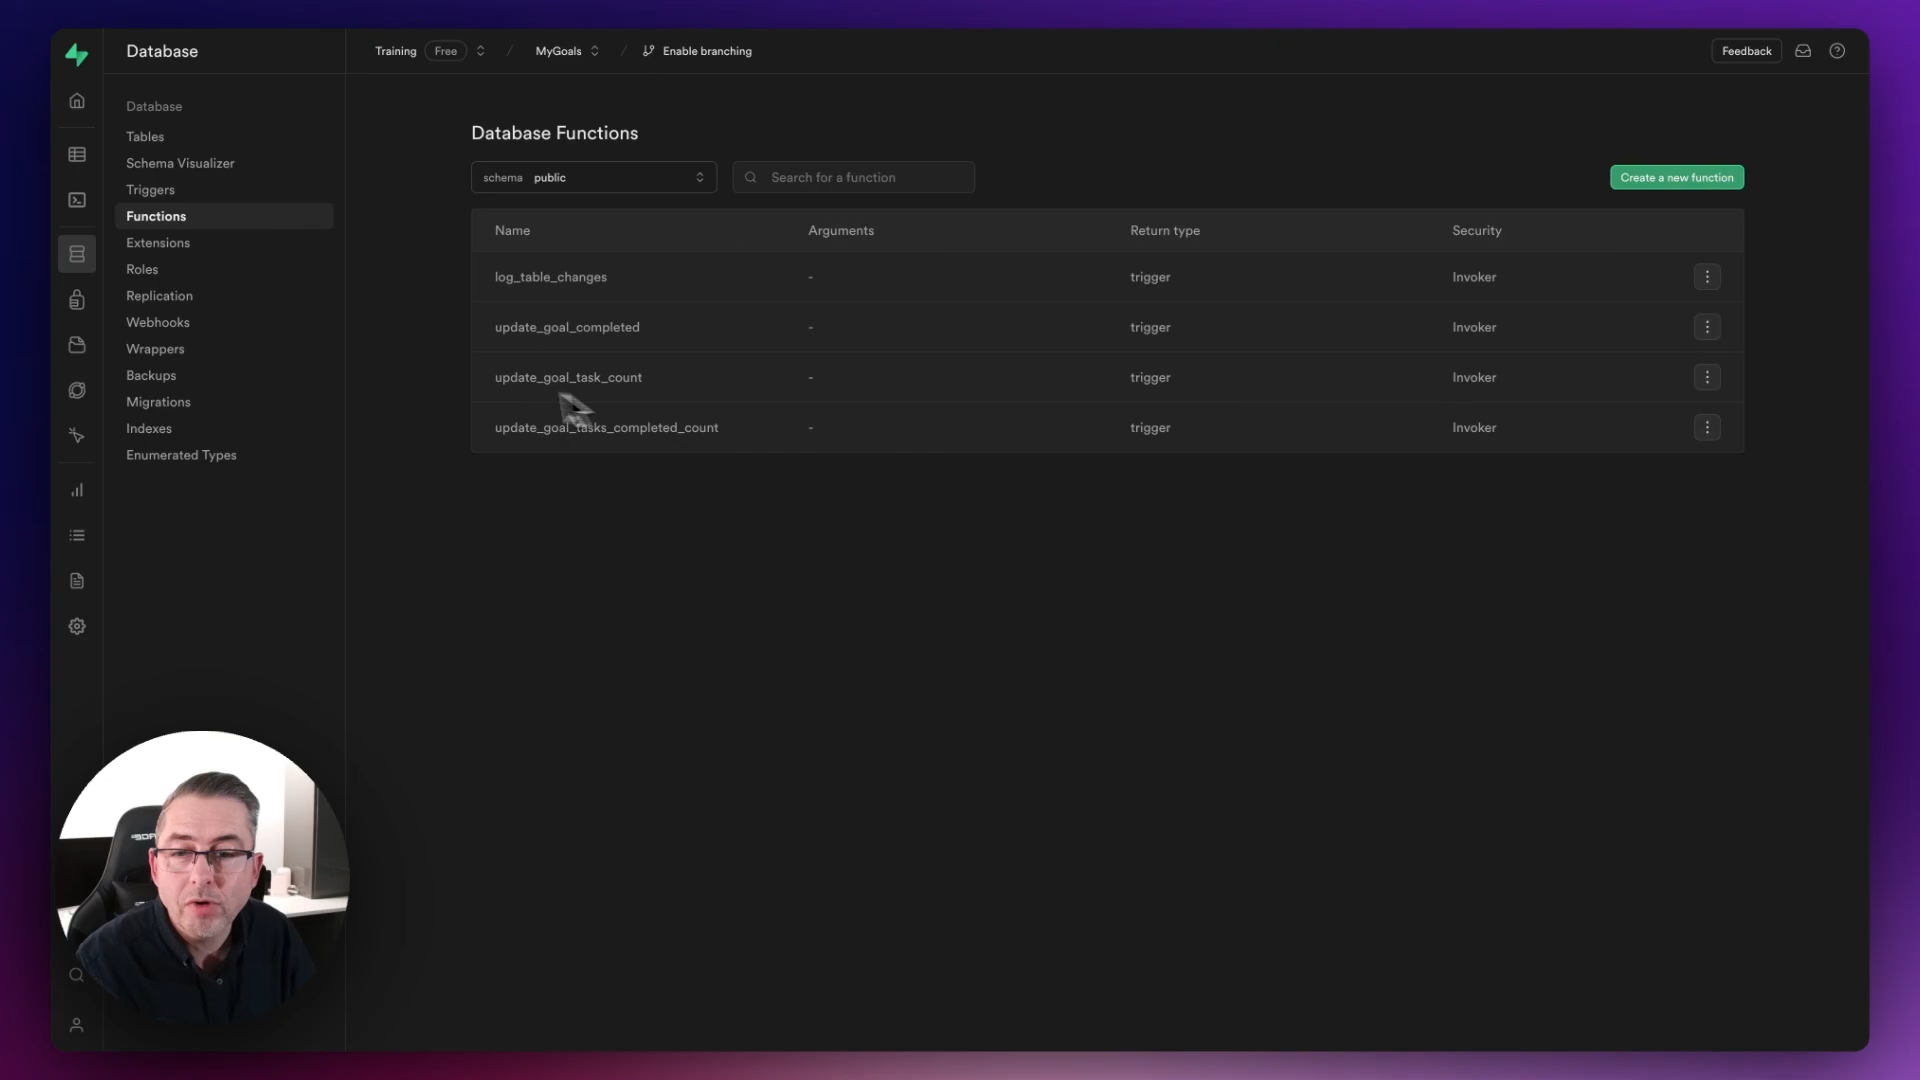 Database
Training Free / MyGoals / Enable branching
Feedback
Database
Tables
Schema Visualizer
Triggers
Functions
Extensions
Roles
Replication
Webhooks
Wrappers
Backups
Migrations
Indexes
Enumerated Types
Database Functions
schema public
Search for a function
Create a new function
Name Arguments Return type Security
log_table_changes - trigger Invoker
update_goal_completed - trigger Invoker
update_goal_task_count - trigger Invoker
update_goal_tasks_completed_count - trigger Invoker